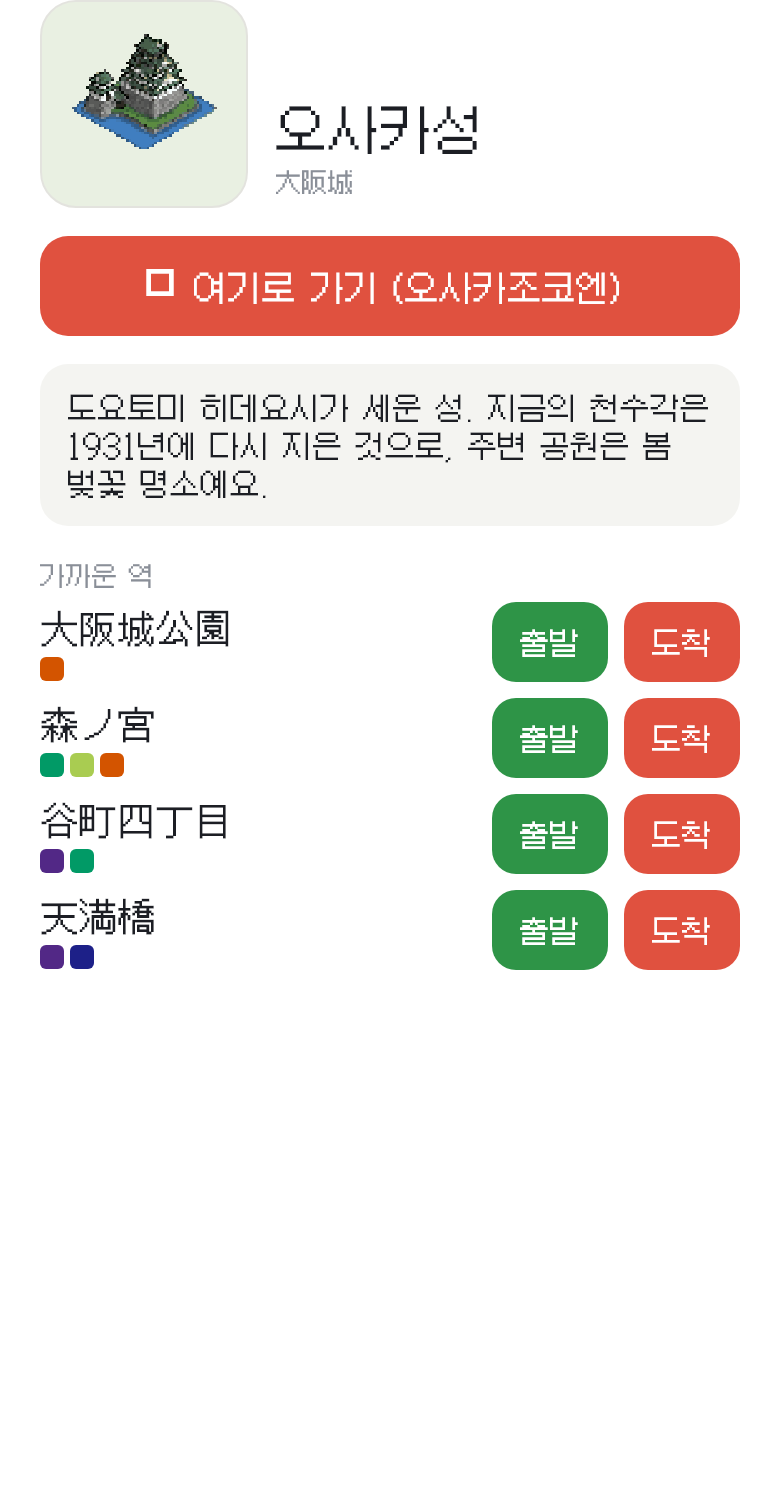 오사카성
大阪城
여기로 가기 (오사카조코엔)
도요토미 히데요시가 세운 성. 지금의 천수각은
1931년에 다시 지은 것으로, 주변 공원은 봄
벚꽃 명소예요.
가까운 역
大阪城公園 출발 도착
森ノ宮 출발 도착
谷町四丁目 출발 도착
天満橋 출발 도착